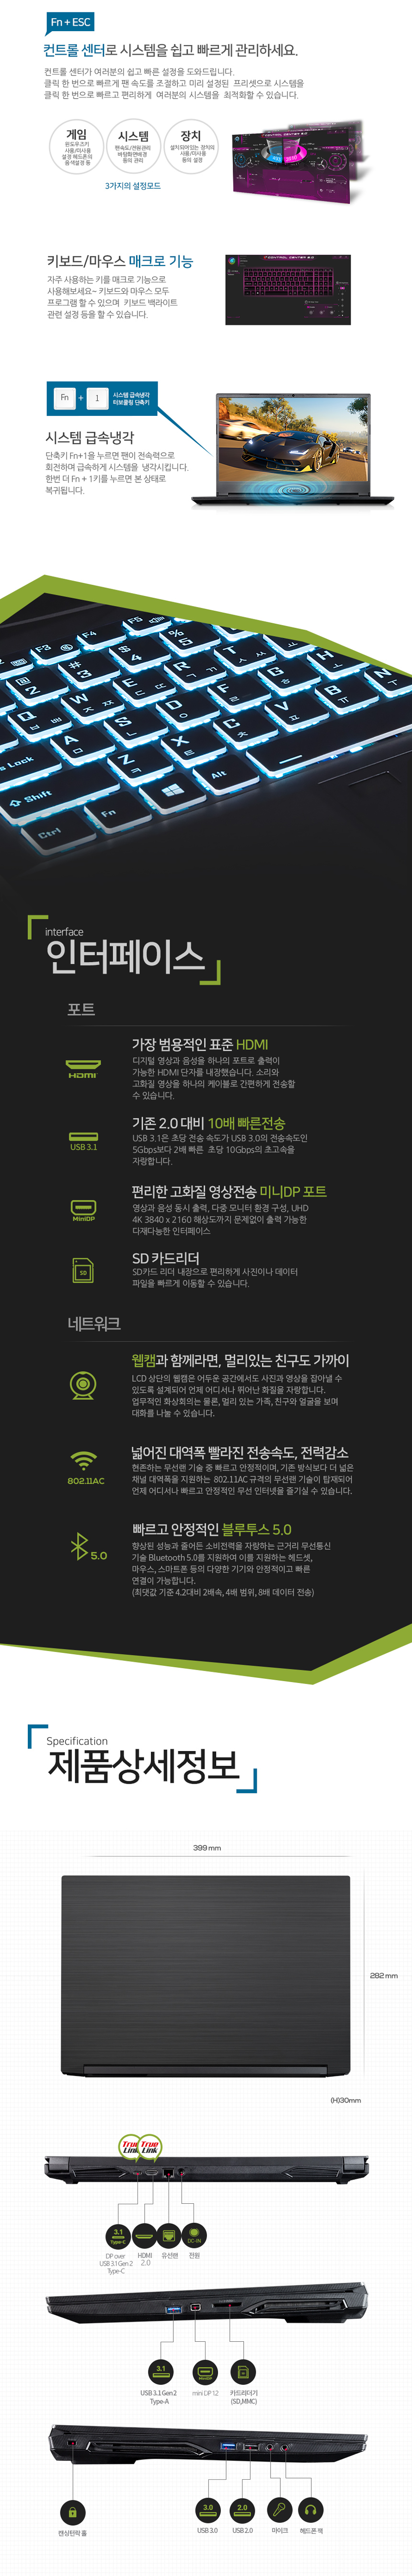 Fn + ESC
컨트롤 센터로 시스템을 쉽고 빠르게 관리하세요.
컨트롤 센터가 여러분의 쉽고 빠른 설정을 도와드립니다.
클릭 한 번으로 빠르게 팬 속도를 조절하고 미리 설정된 프리셋으로 시스템을
클릭 한 번으로 빠르고 편리하게 여러분의 시스템을 최적화할 수 있습니다.
게임
윈도우즈키
사용/미사용
설정 헤드폰의
음색설정 등
시스템
팬속도/전원관리
바탕화면배경
등의 관리
장치
설치되어있는 장치의
사용/미사용
등의 설정
3가지의 설정모드
키보드/마우스 매크로 기능
자주 사용하는 키를 매크로 기능으로
사용해보세요~ 키보드와 마우스 모두
프로그램 할 수 있으며 키보드 백라이트
관련 설정 등을 할 수 있습니다.
CONTROL CENTER 3.0
Fn + 1
시스템 급속냉각
터보쿨링 단축키
시스템 급속냉각
단축키 Fn+1을 누르면 팬이 전속력으로
회전하며 급속하게 시스템을 냉각시킵니다.
한번 더 Fn + 1키를 누르면 본 상태로
복귀됩니다.
F3 F4 F5
Alt
Shift
Fn
Ctrl
interface
인터페이스
포트
가장 범용적인 표준 HDMI
HDMI
디지털 영상과 음성을 하나의 포트로 출력이
가능한 HDMI 단자를 내장했습니다. 소리와
고화질 영상을 하나의 케이블로 간편하게 전송할
수 있습니다.
기존 2.0 대비 10배 빠른전송
USB 3.1
USB 3.1은 초당 전송 속도가 USB 3.0의 전송속도인
5Gbps보다 2배 빠른 초당 10Gbps의 초고속을
자랑합니다.
편리한 고화질 영상전송 미니DP 포트
MiniDP
영상과 음성 동시 출력, 다중 모니터 환경 구성, UHD
4K 3840 x 2160 해상도까지 문제없이 출력 가능한
다재다능한 인터페이스
SD 카드리더
SD
SD카드 리더 내장으로 편리하게 사진이나 데이터
파일을 빠르게 이동할 수 있습니다.
네트워크
웹캠과 함께라면, 멀리있는 친구도 가까이
LCD 상단의 웹캠은 어두운 공간에서도 사진과 영상을 잡아낼 수
있도록 설계되어 언제 어디서나 뛰어난 화질을 자랑합니다.
업무적인 화상회의는 물론, 멀리 있는 가족, 친구와 얼굴을 보며
대화를 나눌 수 있습니다.
넓어진 대역폭 빨라진 전송속도, 전력감소
802.11AC
현존하는 무선랜 기술 중 빠르고 안정적이며, 기존 방식보다 더 넓은
채널 대역폭을 지원하는 802.11AC 규격의 무선랜 기술이 탑재되어
언제 어디서나 빠르고 안정적인 무선 인터넷을 즐기실 수 있습니다.
빠르고 안정적인 블루투스 5.0
5.0
향상된 성능과 줄어든 소비전력을 자랑하는 근거리 무선통신
기술 Bluetooth 5.0를 지원하여 이를 지원하는 헤드셋,
마우스, 스마트폰 등의 다양한 기기와 안정적이고 빠른
연결이 가능합니다.
(최댓값 기준 4.2대비 2배속, 4배 범위, 8배 데이터 전송)
Specification
제품상세정보
399 mm
282 mm
(H)30mm
True Link True Link
3.1 Type-C
DC-IN
DP over
USB 3.1 Gen 2
Type-C
HDMI
2.0
유선랜
전원
3.1
MiniDP
USB 3.1 Gen2
Type-A
mini DP 1.2
카드리더기
(SD,MMC)
3.0
2.0
캔싱턴락 홀
USB 3.0
USB 2.0
마이크
헤드폰 잭